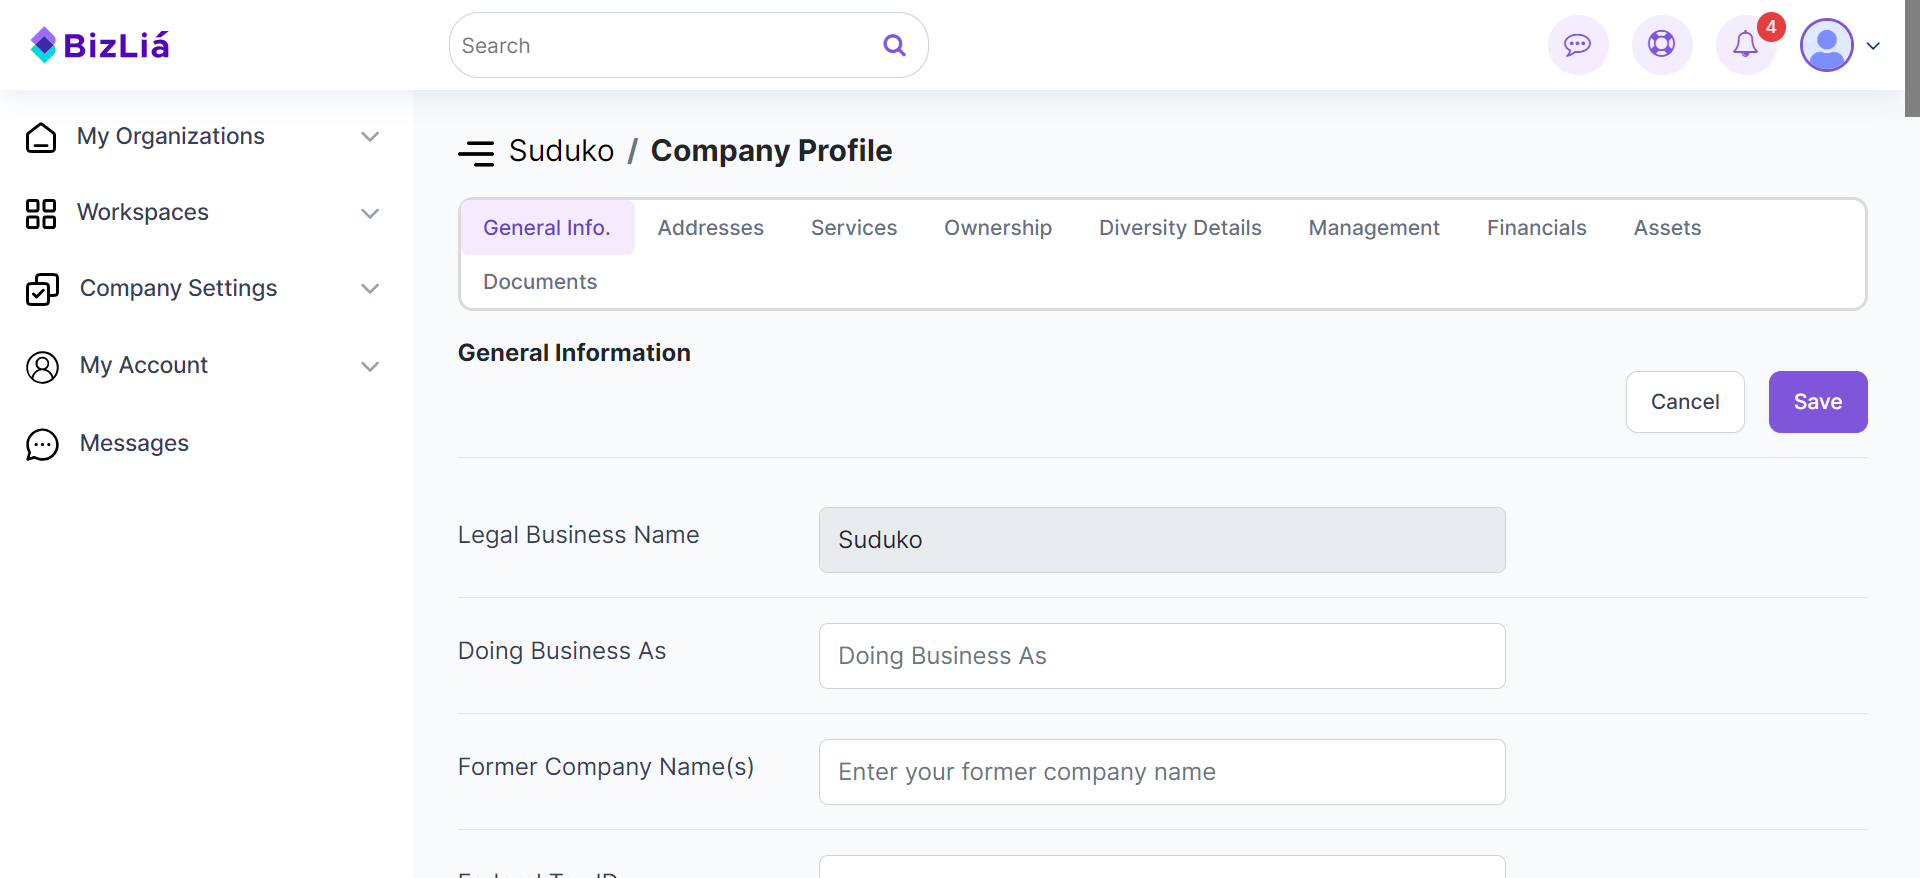 BizLiá
Search
4
My Organizations
Workspaces
Company Settings
My Account
Messages
Suduko / Company Profile
General Info. Addresses Services Ownership Diversity Details Management Financials Assets
Documents
General Information
Cancel Save
Legal Business Name Suduko
Doing Business As Doing Business As
Former Company Name(s) Enter your former company name